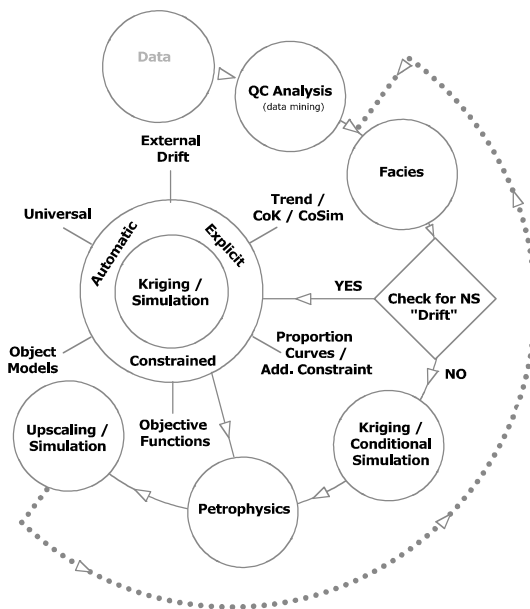 Data
QC Analysis
(data mining)
Facies
External
Drift
Trend /
CoK / CoSim
Universal
Automatic
Explicit
Kriging /
Simulation
Constrained
YES
Check for NS
"Drift"
NO
Proportion
Curves /
Add. Constraint
Object
Models
Objective
Functions
Upscaling /
Simulation
Kriging /
Conditional
Simulation
Petrophysics